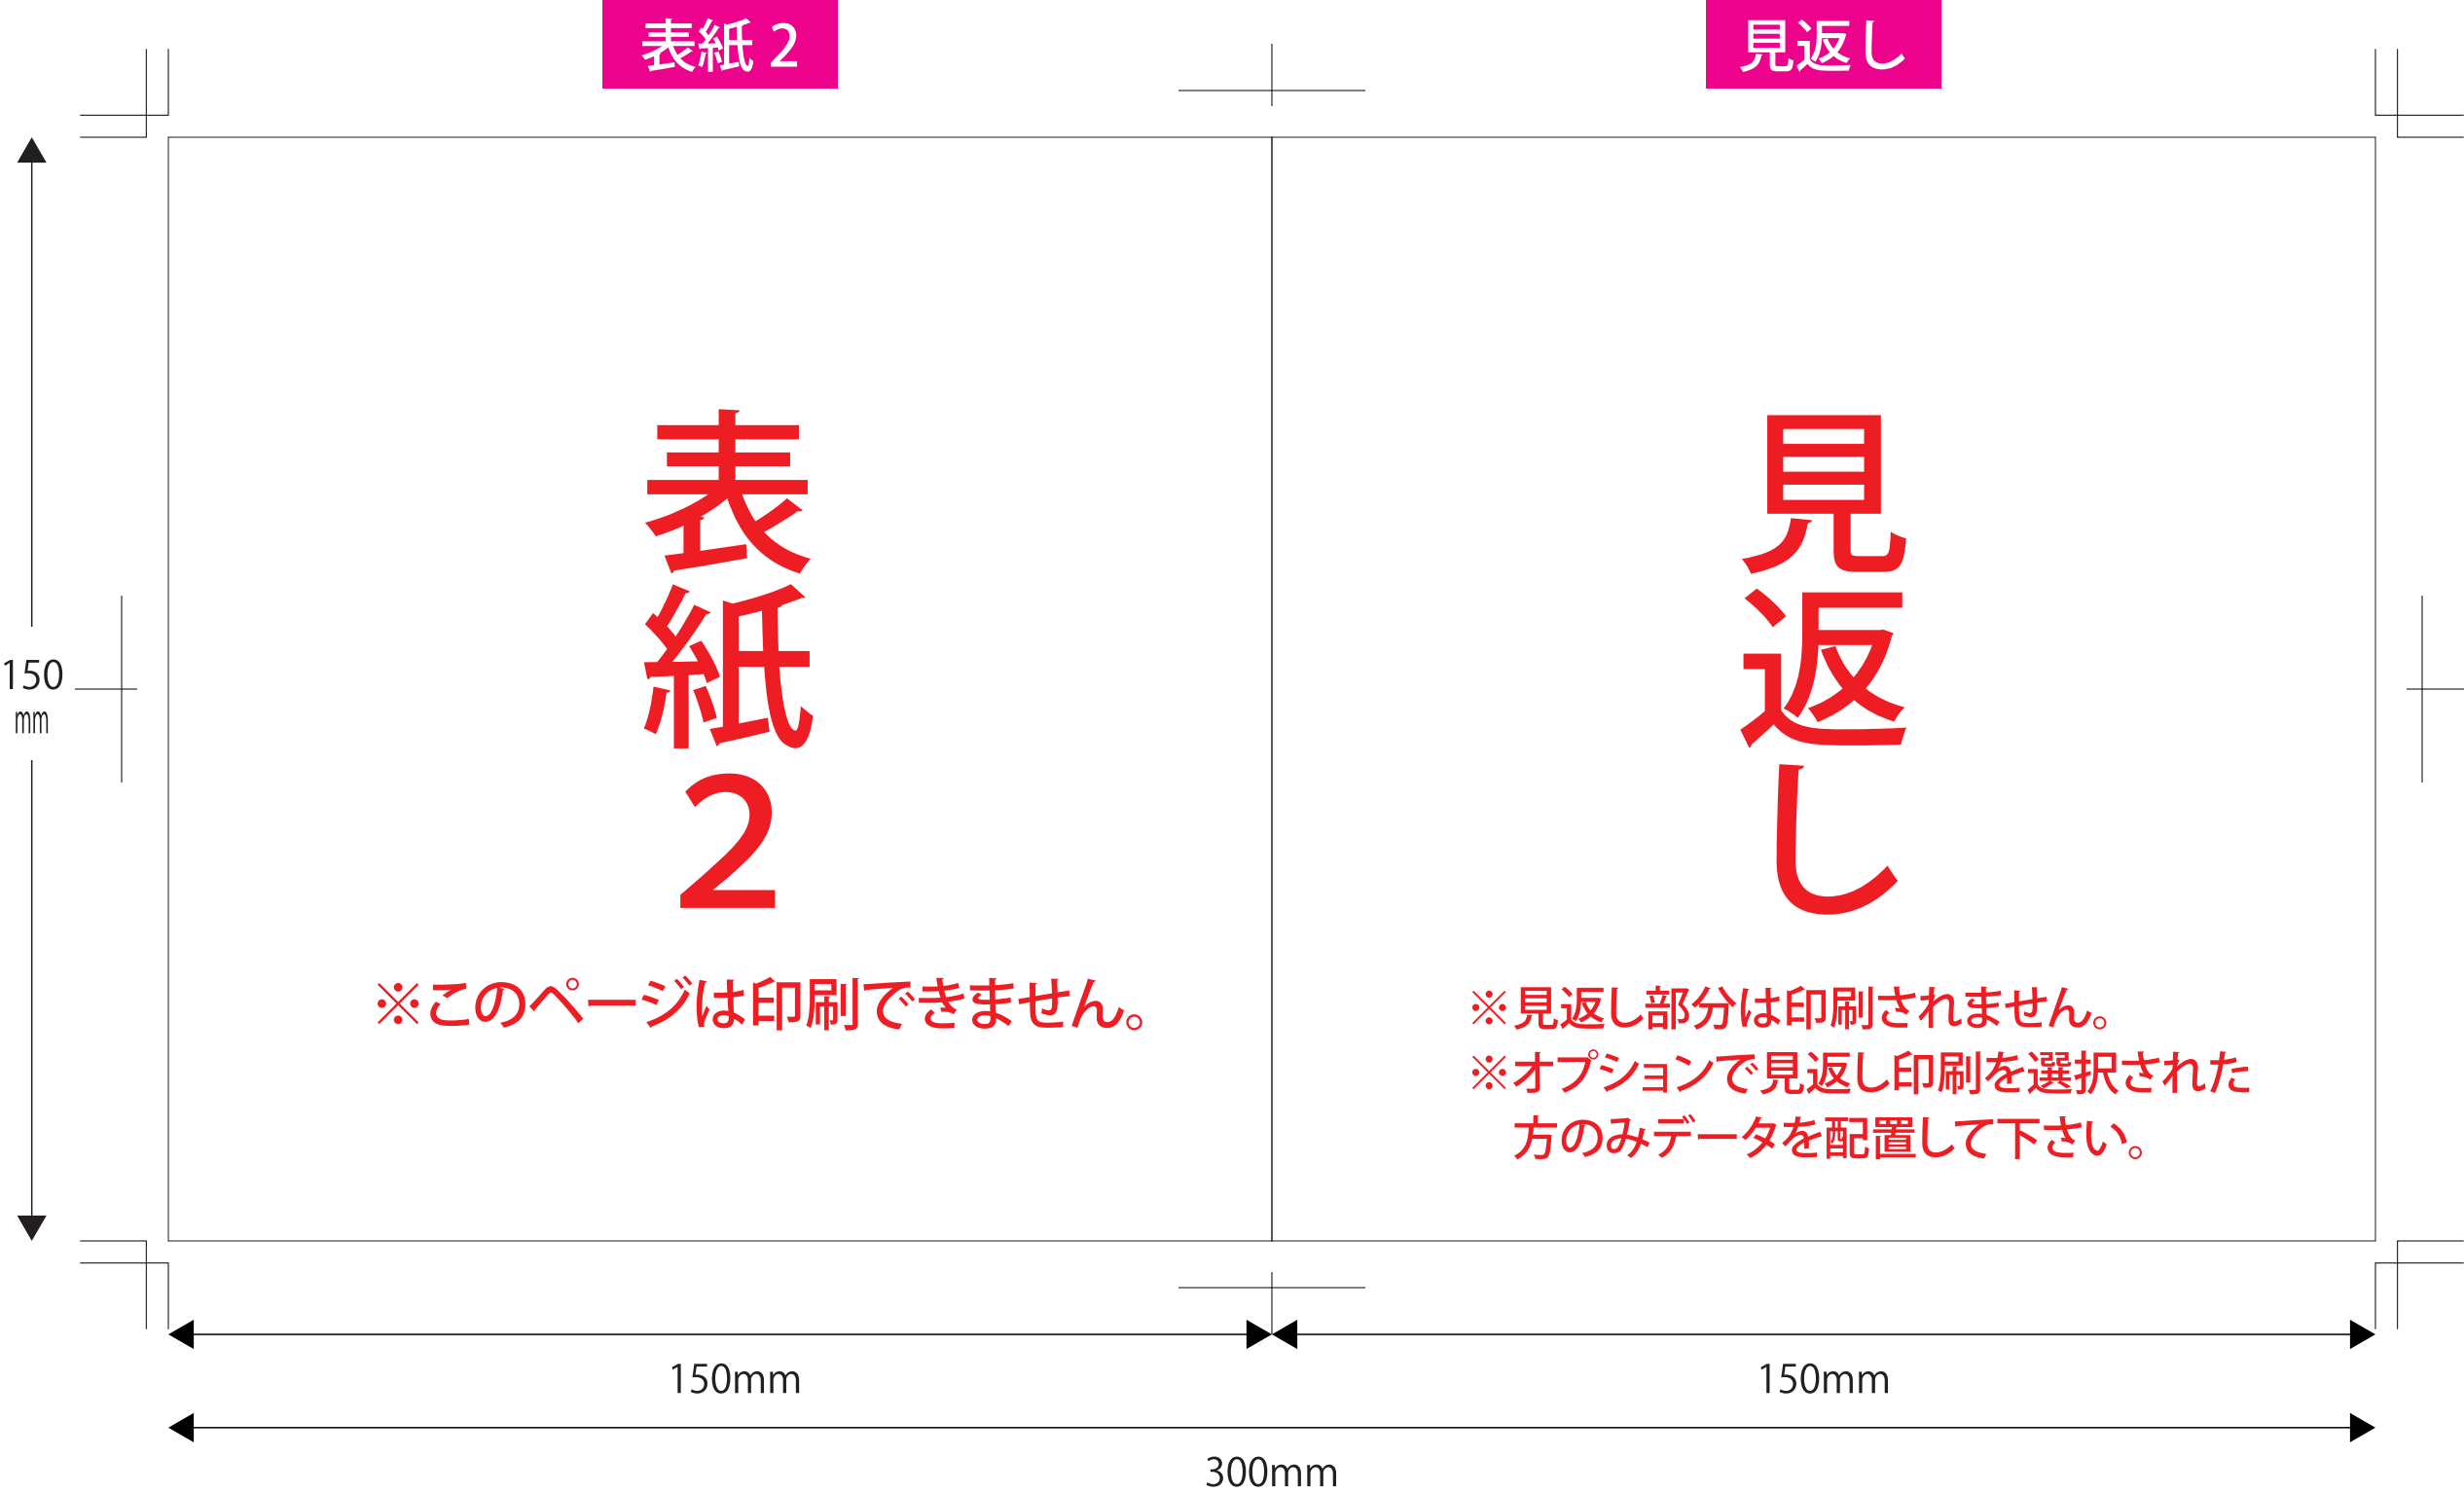 表紙 2
見返し
表紙2
※このページは印刷できません。
見返し
※見返し部分は印刷されません。
※オプションで見返し印刷を選択された
方のみデータを配置して下さい。
150
mm
150mm
150mm
300mm